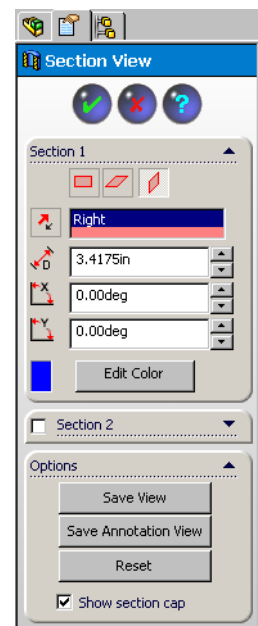 Section View
?
Section 1
Right
D
3.4175in
X
0.00deg
Y
0.00deg
Edit Color
Section 2
Options
Save View
Save Annotation View
Reset
Show section cap